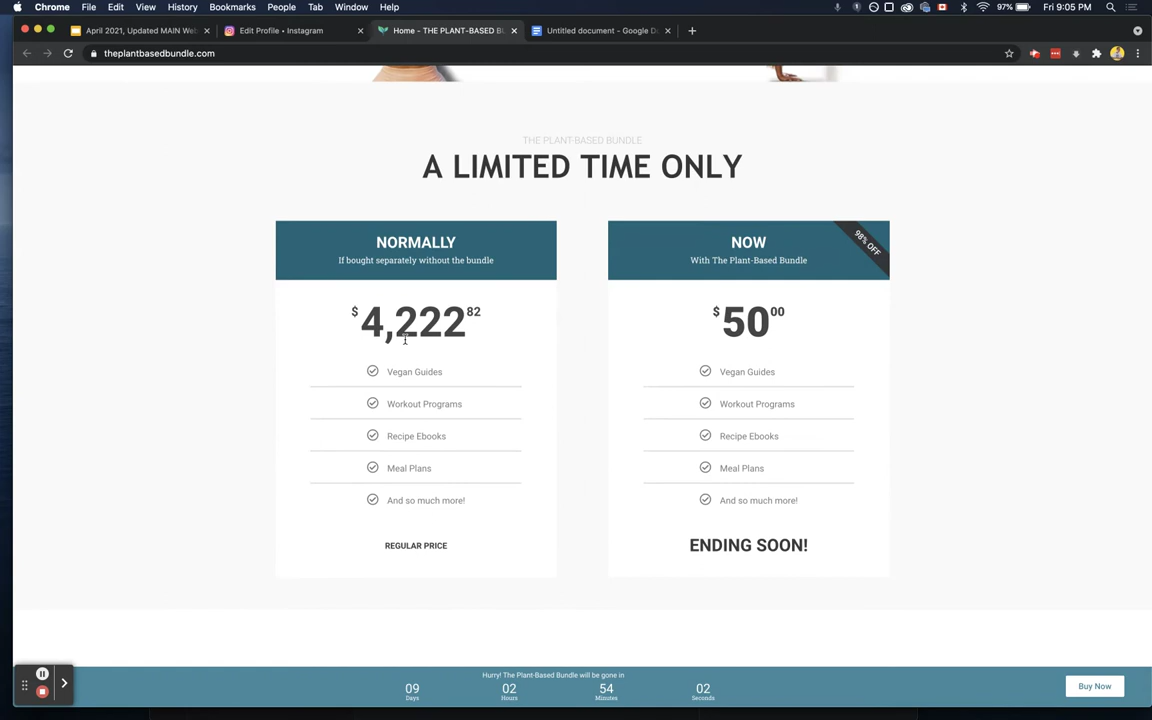 Chrome File Edit View History Bookmarks People Tab Window Help 97% Fri 9:05 PM
April 2021, Updated MAIN Web Edit Profile • Instagram Home - THE PLANT-BASED BU Untitled document - Google Do
theplantbasedbundle.com
THE PLANT-BASED BUNDLE
A LIMITED TIME ONLY
NORMALLY
If bought separately without the bundle
$4,222 82
Vegan Guides
Workout Programs
Recipe Ebooks
Meal Plans
And so much more!
REGULAR PRICE
NOW
With The Plant-Based Bundle
98% OFF
$50 00
Vegan Guides
Workout Programs
Recipe Ebooks
Meal Plans
And so much more!
ENDING SOON!
Hurry! The Plant-Based Bundle will be gone in
09 02 54 02
Days Hours Minutes Seconds
Buy Now